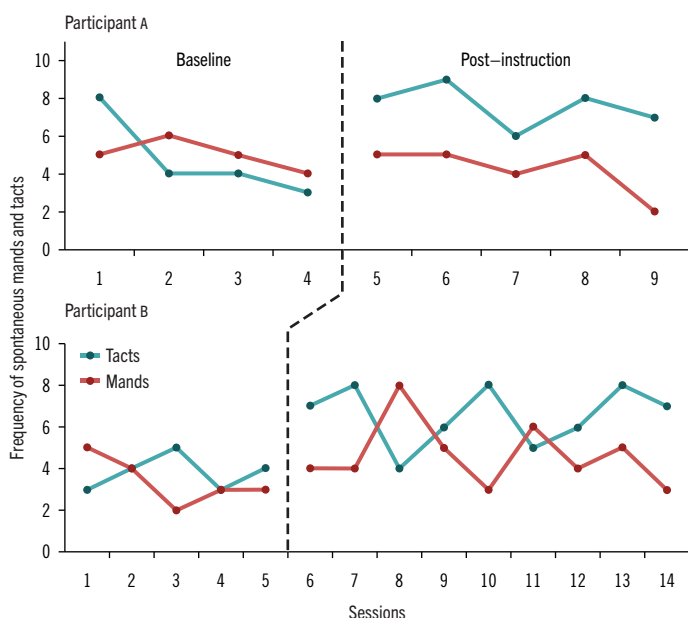 Participant A
Baseline
Post–instruction
10
8
6
4
2
0
1 2 3 4 5 6 7 8 9
Frequency of spontaneous mands and tacts
Participant B
10
8
6
4
2
0
Tacts
Mands
1 2 3 4 5 6 7 8 9 10 11 12 13 14
Sessions